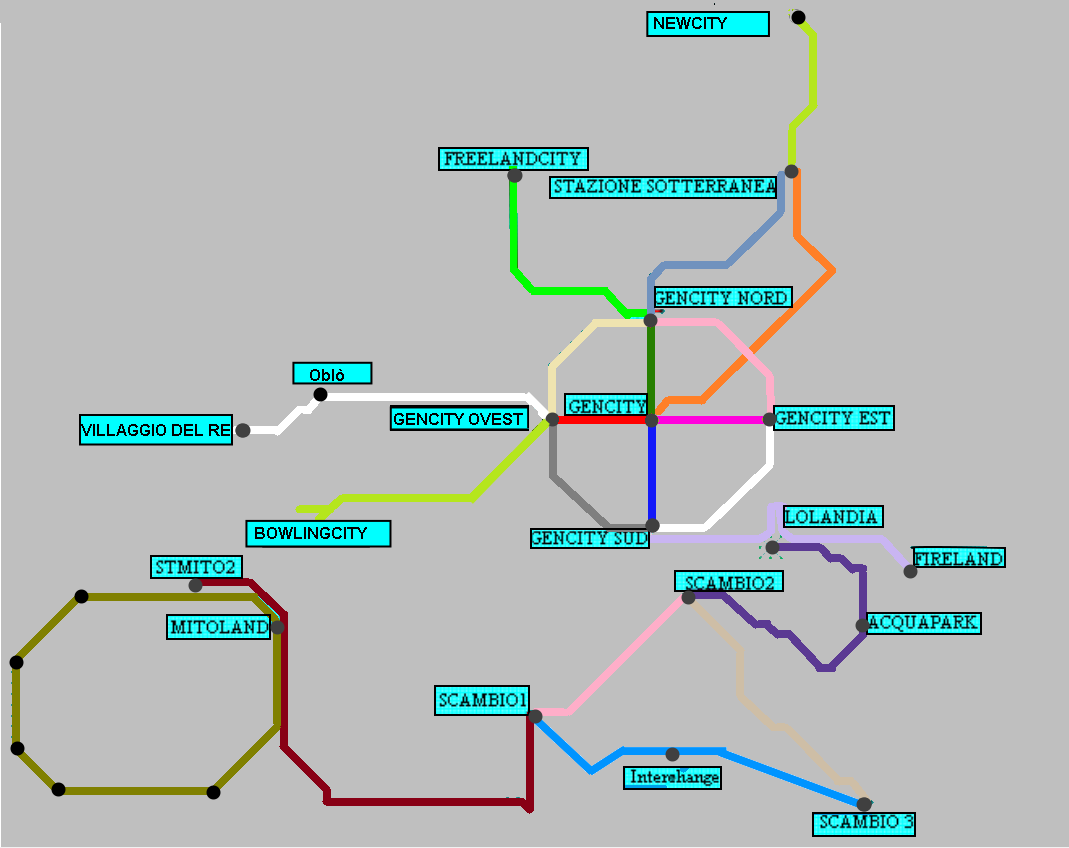 NEWCITY
FREELANDCITY
STAZIONE SOTTERRANEA
GENCITY NORD
Oblò
GENCITY
GENCITY OVEST
GENCITY EST
VILLAGGIO DEL RE
LOLANDIA
BOWLINGCITY
GENCITY SUD
FIRELAND
STMITO2
SCAMBIO2
MITOLAND
ACQUAPARK
SCAMBIO1
Interchange
SCAMBIO 3